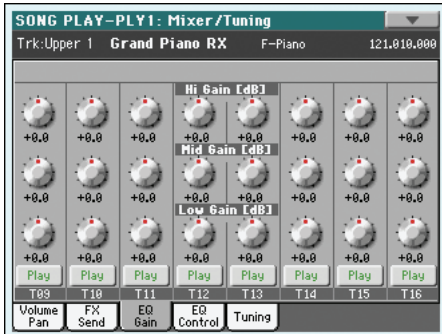 SONG PLAY-PLY1: Mixer/Tuning
Trk:Upper 1 Grand Piano RX F-Piano 121.010.000
Hi Gain [dB]
+0.0 +0.0 +0.0 +0.0 +0.0 +0.0 +0.0 +0.0
Mid Gain [dB]
+0.0 +0.0 +0.0 +0.0 +0.0 +0.0 +0.0 +0.0
Low Gain [dB]
+0.0 +0.0 +0.0 +0.0 +0.0 +0.0 +0.0 +0.0
Play Play Play Play Play Play Play Play
T09 T10 T11 T12 T13 T14 T15 T16
Volume Pan FX Send EQ Gain EQ Control Tuning